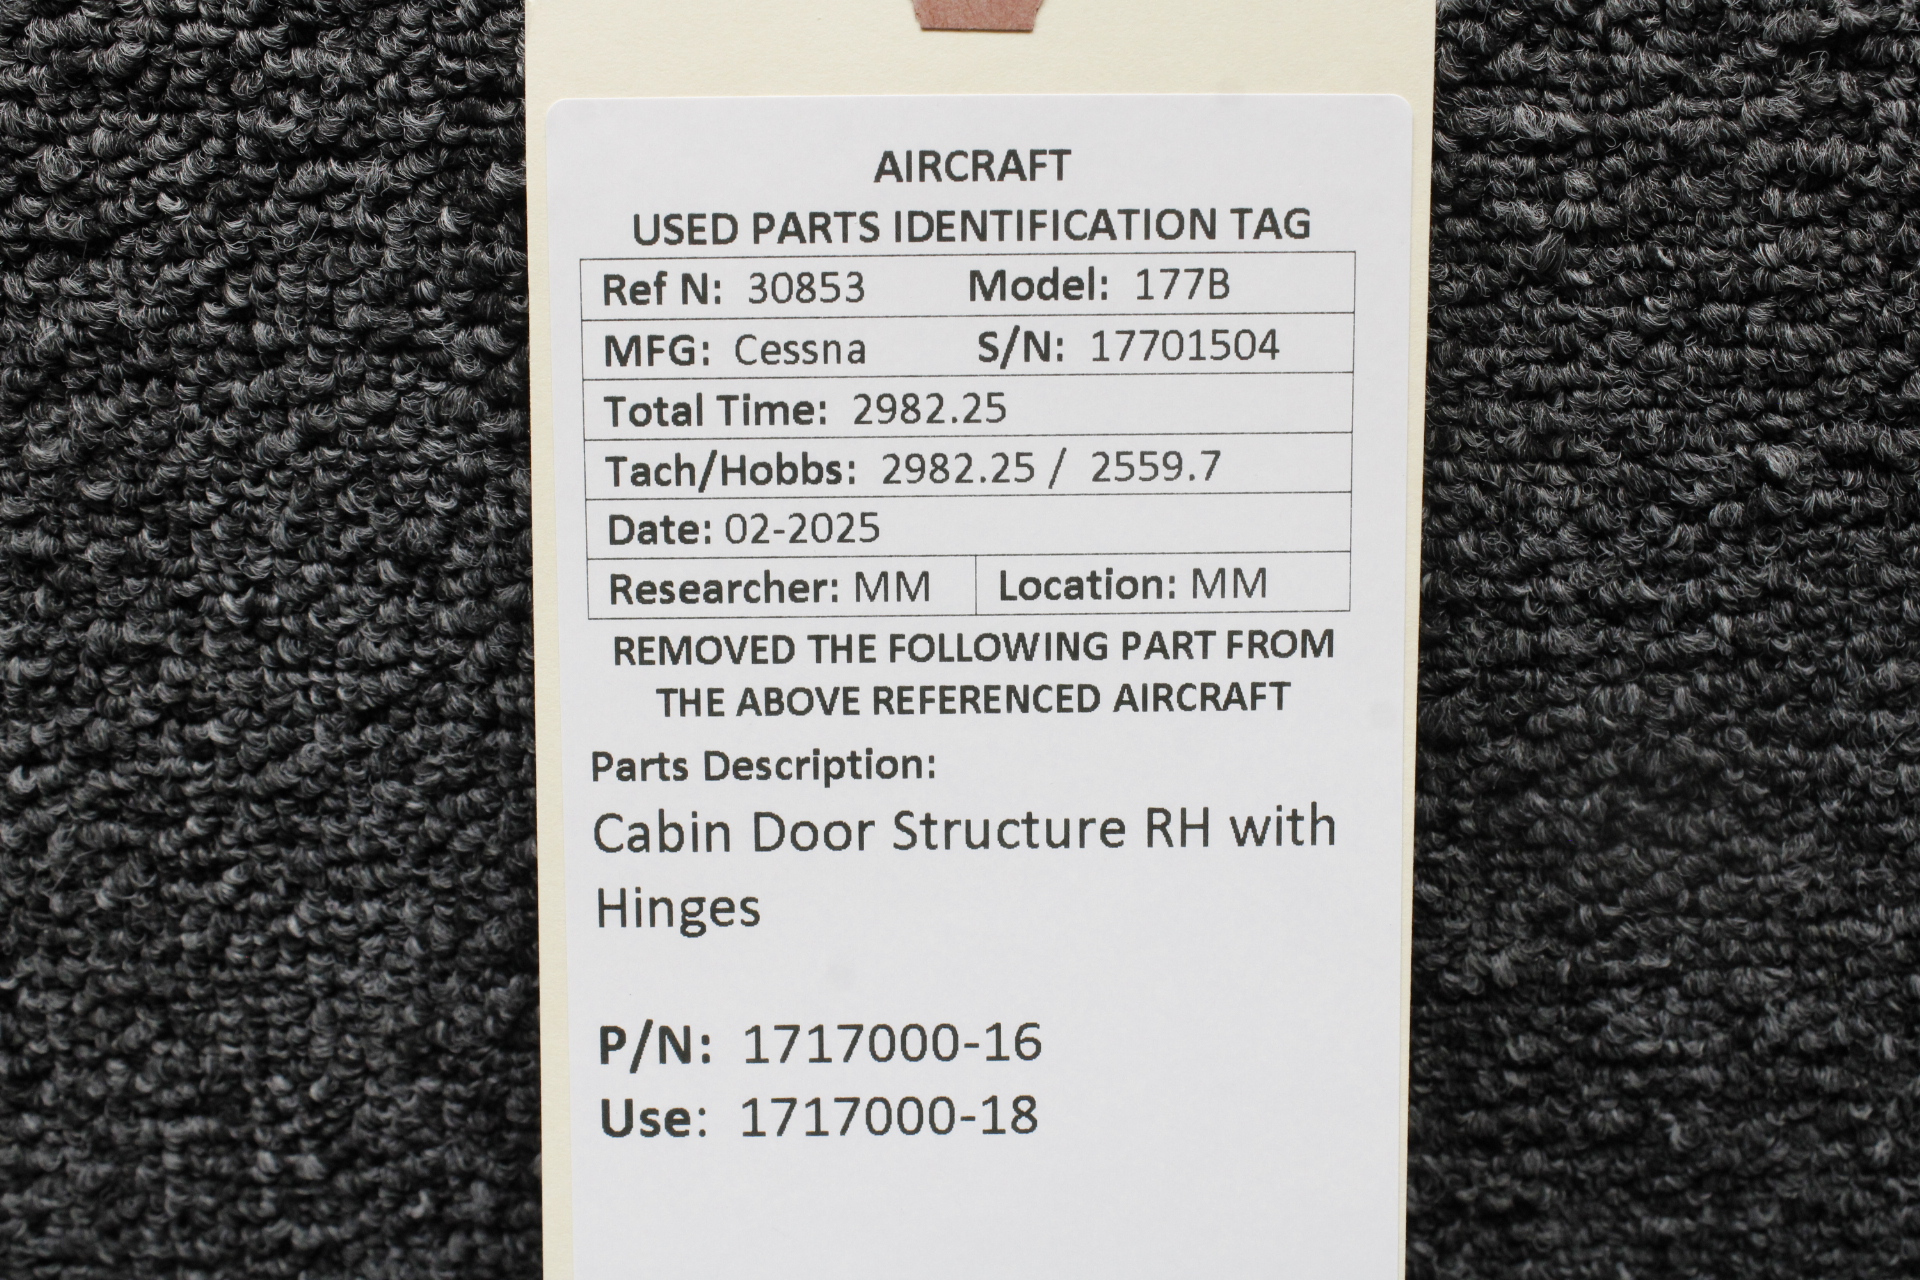 AIRCRAFT
USED PARTS IDENTIFICATION TAG
Ref N: 30853 Model: 177B
MFG: Cessna S/N: 17701504
Total Time: 2982.25
Tach/Hobbs: 2982.25 / 2559.7
Date: 02-2025
Researcher: MM Location: MM
REMOVED THE FOLLOWING PART FROM
THE ABOVE REFERENCED AIRCRAFT
Parts Description:
Cabin Door Structure RH with
Hinges
P/N: 1717000-16
Use: 1717000-18